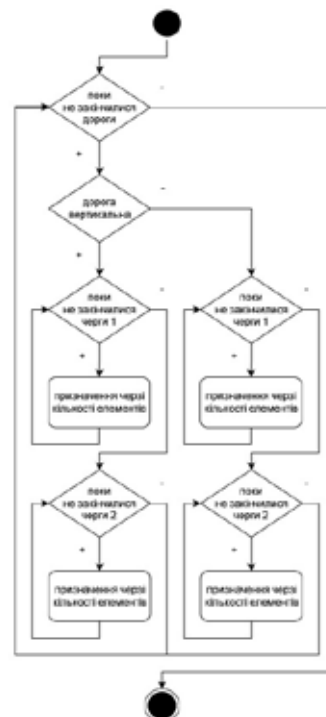 поки
не закінчилися
дороги
-
+
дорога
вертикальна
-
+
поки
не закінчилися
черги 1
-
поки
не закінчилися
черги 1
-
+
+
призначення черзі
кількості елементів
призначення черзі
кількості елементів
поки
не закінчилися
черги 2
-
поки
не закінчилися
черги 2
-
+
+
призначення черзі
кількості елементів
призначення черзі
кількості елементів